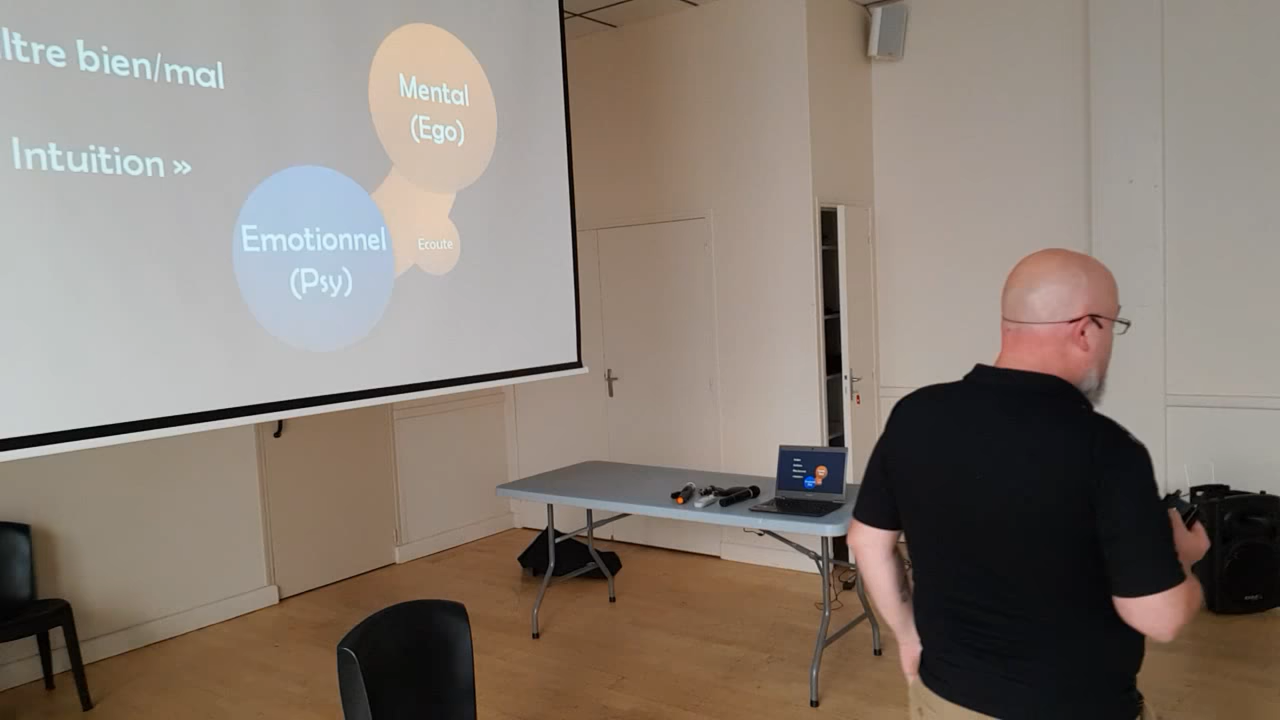 ltre bien/mal
Intuition »
Mental
(Ego)
Emotionnel
(Psy)
Ecoute